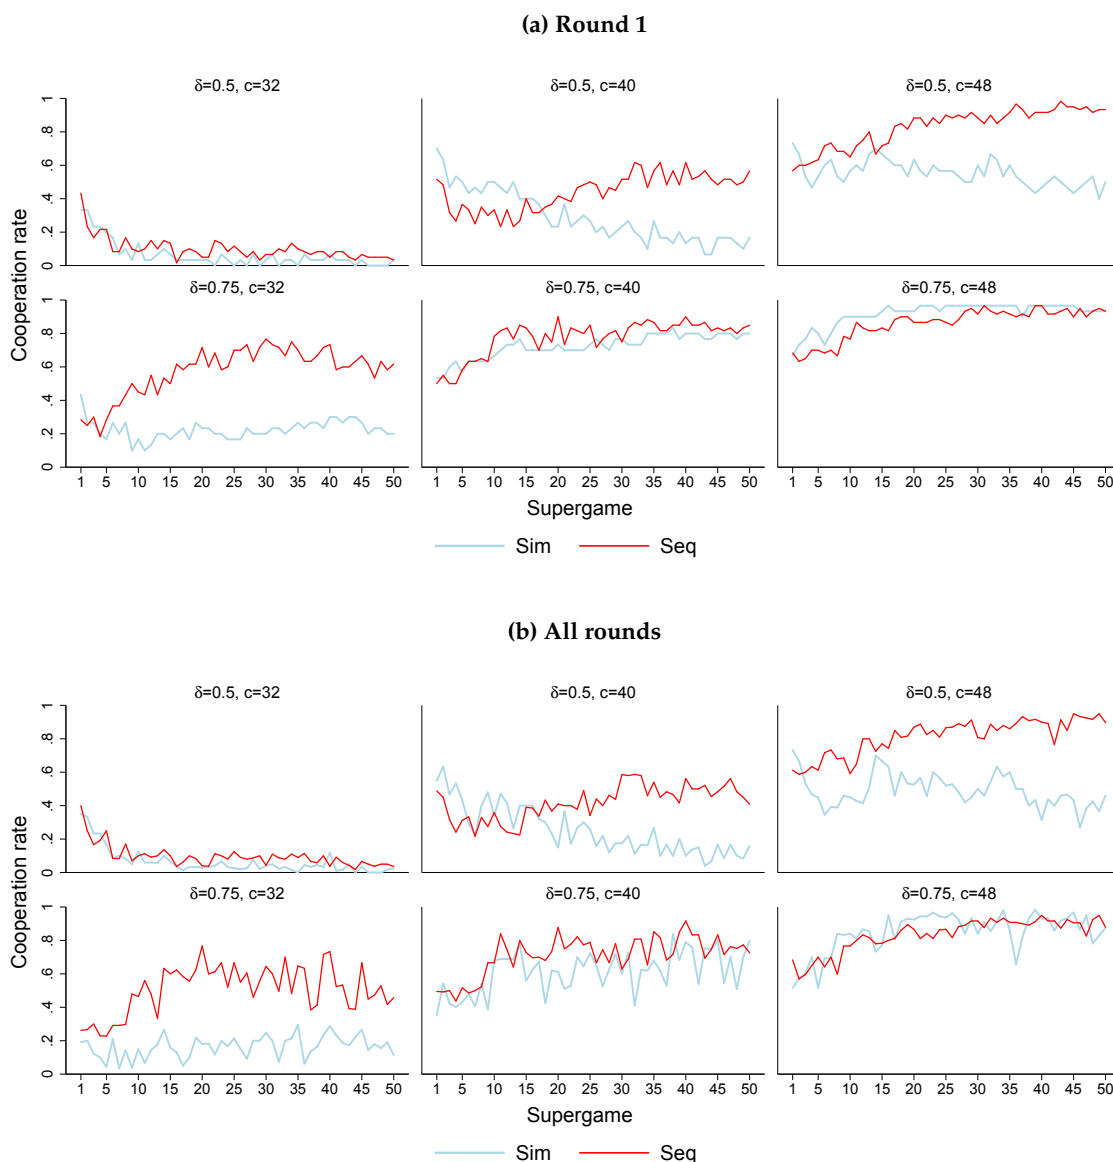 (a) Round 1
δ=0.5, c=32 δ=0.5, c=40 δ=0.5, c=48
Cooperation rate
0 .2 .4 .6 .8 1
δ=0.75, c=32 δ=0.75, c=40 δ=0.75, c=48
0 .2 .4 .6 .8 1
1 5 10 15 20 25 30 35 40 45 50 1 5 10 15 20 25 30 35 40 45 50 1 5 10 15 20 25 30 35 40 45 50
Supergame
Sim Seq
(b) All rounds
δ=0.5, c=32 δ=0.5, c=40 δ=0.5, c=48
Cooperation rate
0 .2 .4 .6 .8 1
δ=0.75, c=32 δ=0.75, c=40 δ=0.75, c=48
0 .2 .4 .6 .8 1
1 5 10 15 20 25 30 35 40 45 50 1 5 10 15 20 25 30 35 40 45 50 1 5 10 15 20 25 30 35 40 45 50
Supergame
Sim Seq